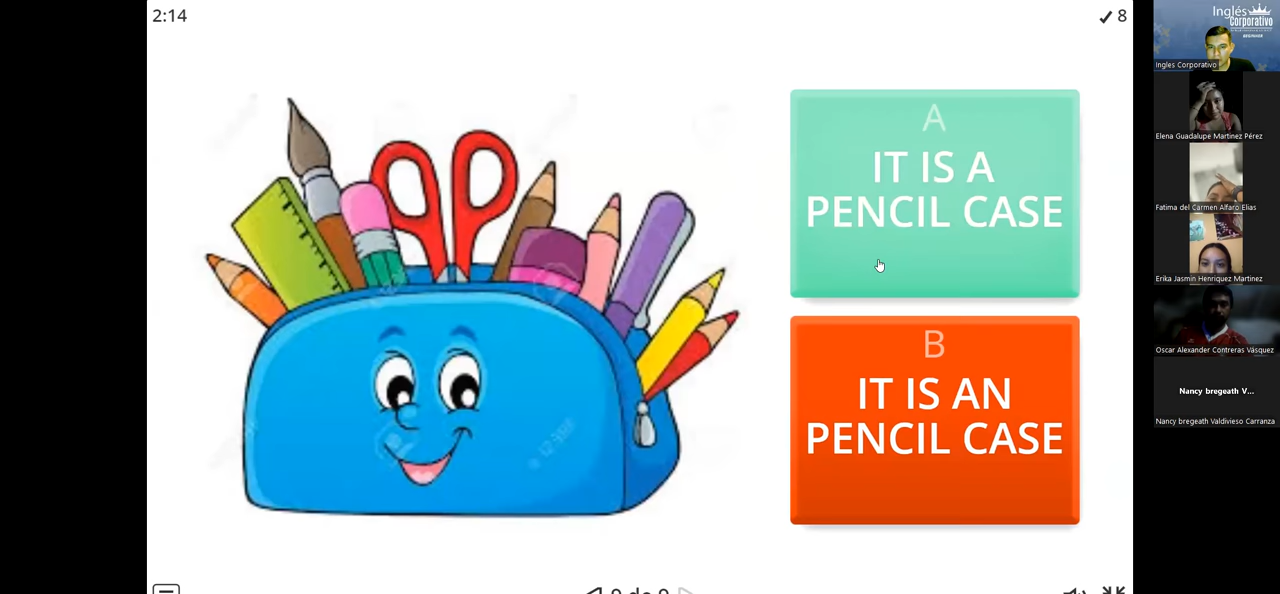 2:14
8
A
IT IS A
PENCIL CASE
B
IT IS AN
PENCIL CASE
Inglés
Corporativo
Ingles Corporativo
Elena Guadalupe Martinez Pérez
Fatima del Carmen Alfaro Elias
Erika Jasmin Henriquez Martinez
Oscar Alexander Contreras Vásquez
Nancy bregeath V...
Nancy bregeath Valdivieso Carranza